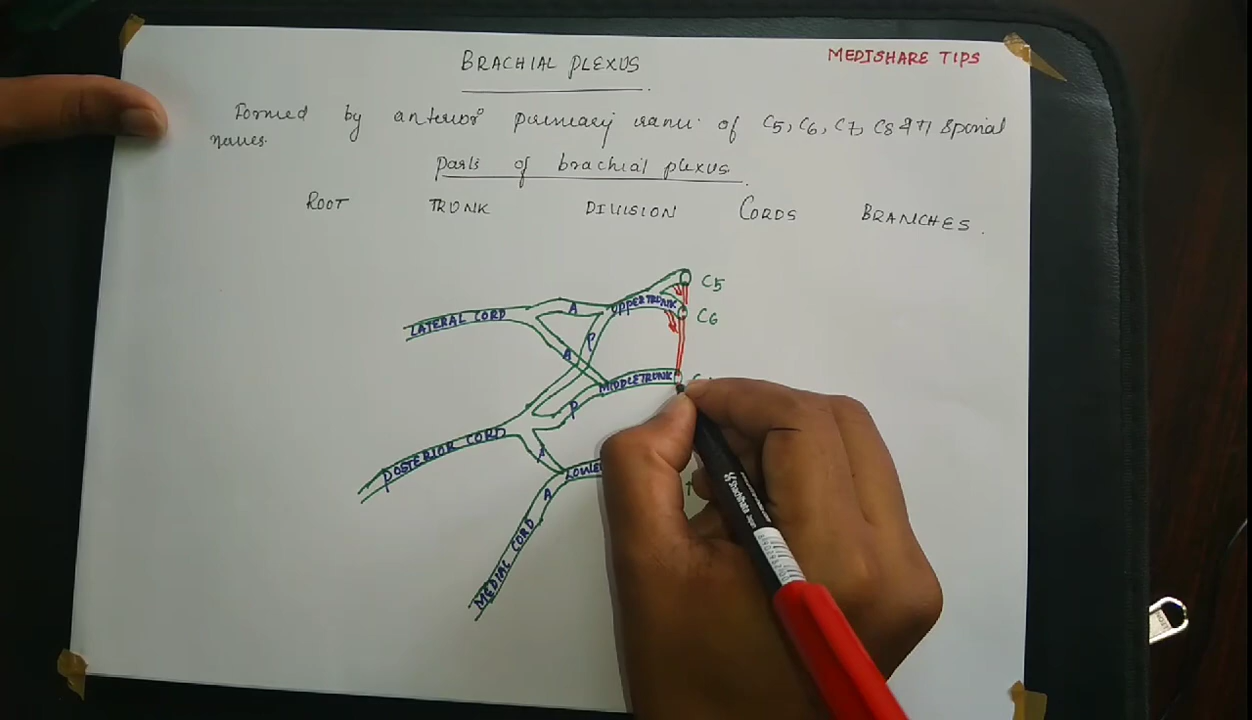 BRACHIAL PLEXUS
MEDISHARE TIPS
Formed by anterior primary rami of C5, C6, C7, C8 & T1 Spinal
nerves.
Parts of brachial plexus.
ROOT TRUNK DIVISION CORDS BRANCHES.
C5
UPPER TRUNK
C6
A
LATERAL CORD
P
A
MIDDLE TRUNK
P
POSTERIOR CORD
A
LOWE
A
MEDIAL CORD